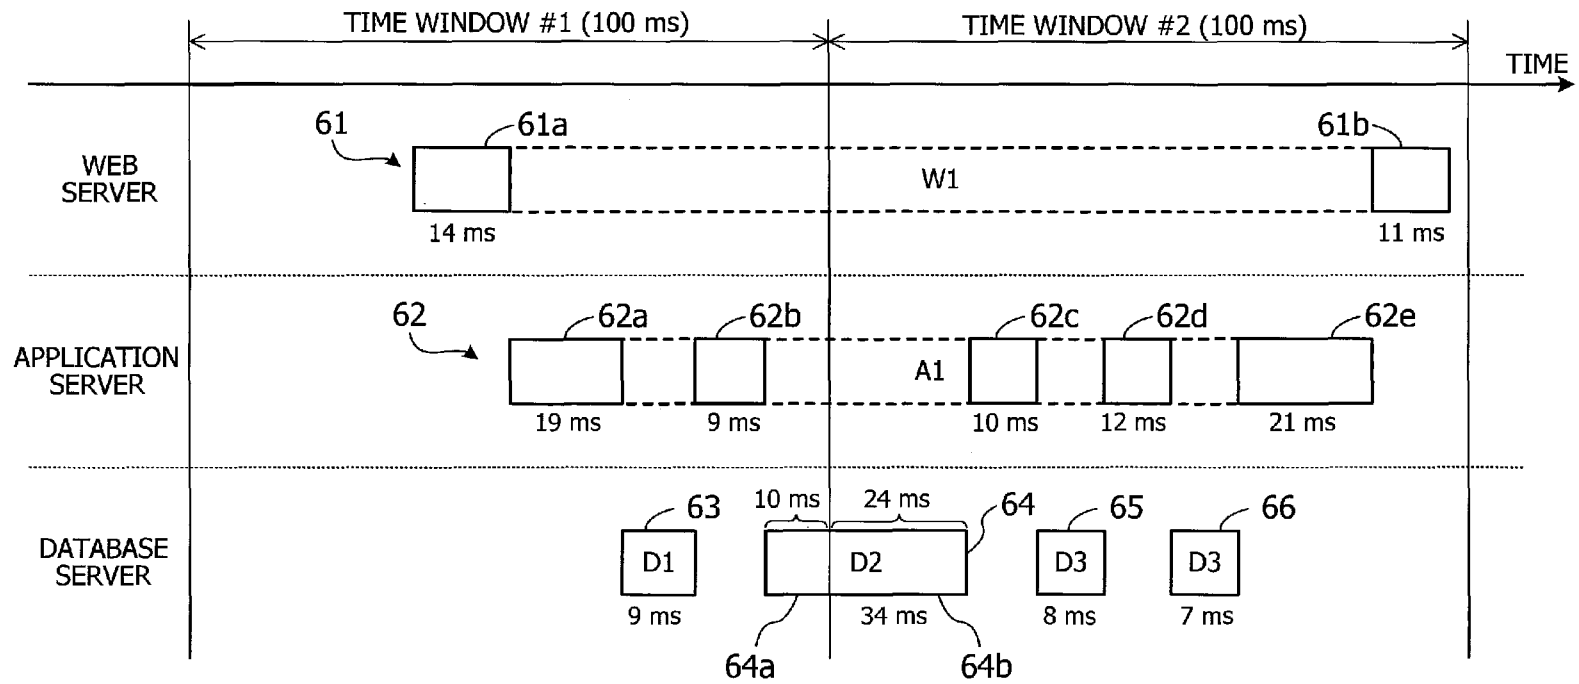 TIME WINDOW #1 (100 ms)
TIME WINDOW #2 (100 ms)
TIME
61
61a
61b
WEB
SERVER
W1
14 ms
11 ms
62
62a
62b
62c
62d
62e
APPLICATION
SERVER
A1
19 ms
9 ms
10 ms
12 ms
21 ms
10 ms
24 ms
63
64
65
66
DATABASE
SERVER
D1
D2
D3
D3
9 ms
34 ms
8 ms
7 ms
64a
64b